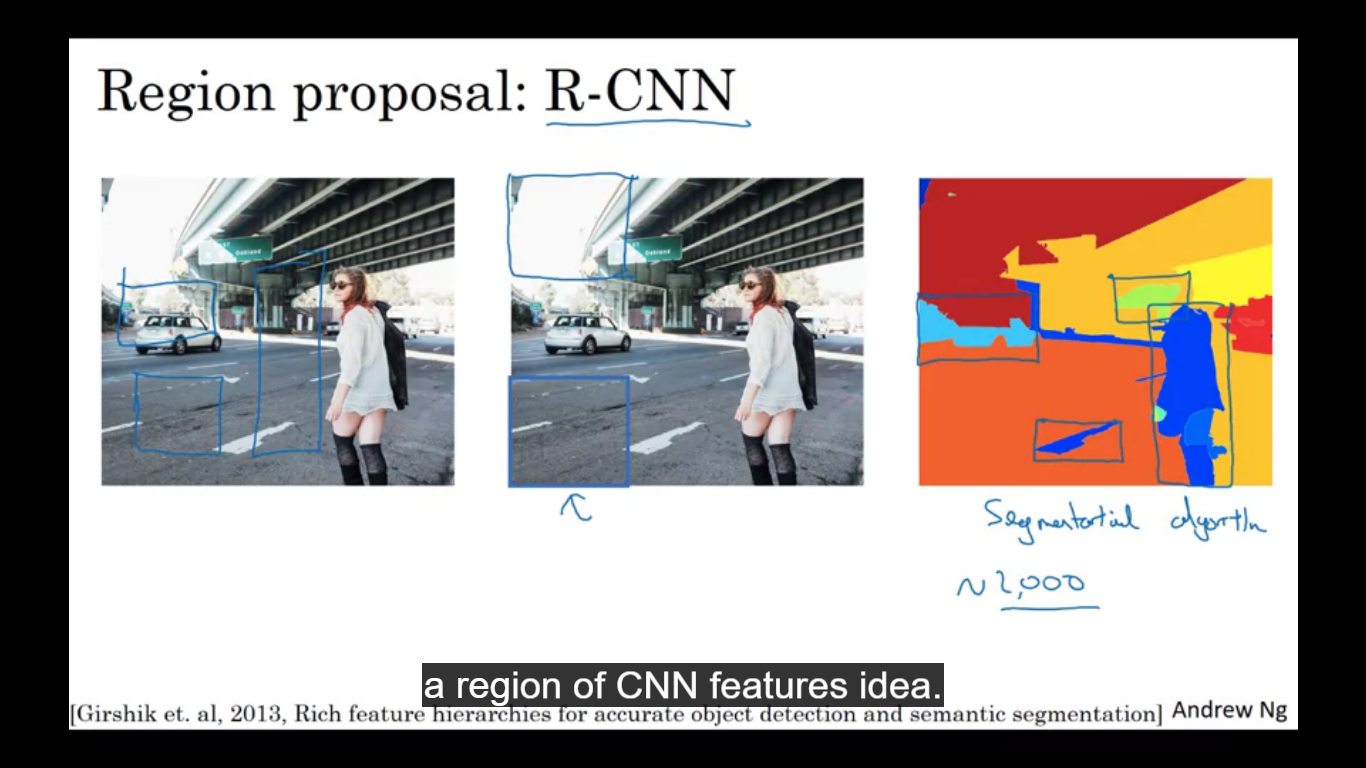 Region proposal: R-CNN
Oakland
Oakland
Segmentation algorithm
~2,000
a region of CNN features idea.
[Girshik et. al, 2013, Rich feature hierarchies for accurate object detection and semantic segmentation] Andrew Ng